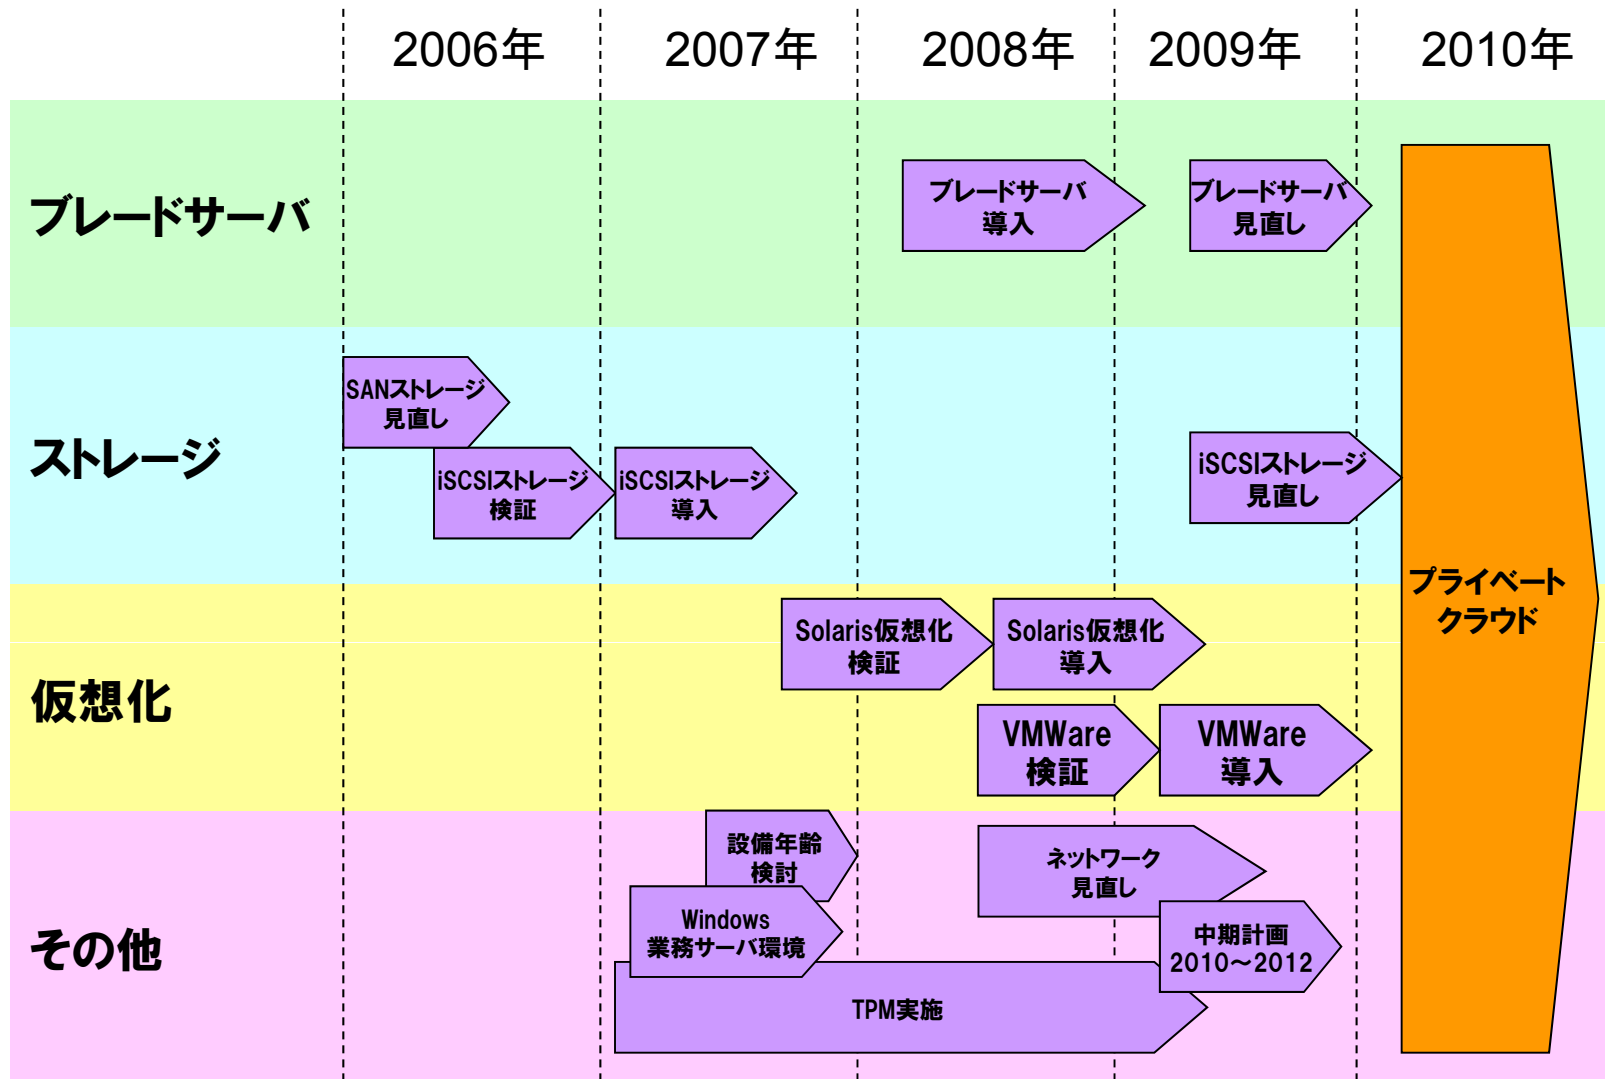 2006年
2007年
2008年
2009年
2010年
ブレードサーバ
ブレードサーバ
導入
ブレードサーバ
見直し
ストレージ
SANストレージ
見直し
iSCSIストレージ
検証
iSCSIストレージ
導入
iSCSIストレージ
見直し
プライベート
クラウド
仮想化
Solaris仮想化
検証
Solaris仮想化
導入
VMWare
検証
VMWare
導入
その他
設備年齢
検討
Windows
業務サーバ環境
TPM実施
ネットワーク
見直し
中期計画
2010～2012